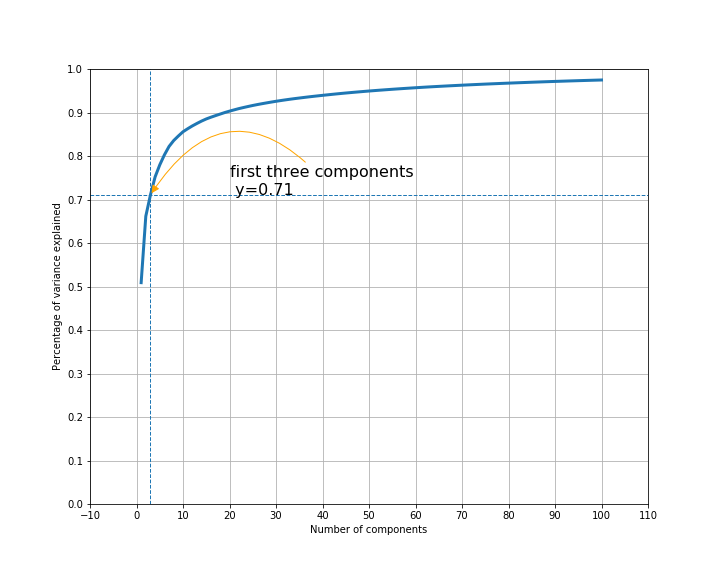 1.0
0.9
0.8
first three components
y=0.71
0.7
0.6
0.5
0.4
0.3
0.2
0.1
0.0
Percentage of variance explained
−10 0 10 20 30 40 50 60 70 80 90 100 110
Number of components